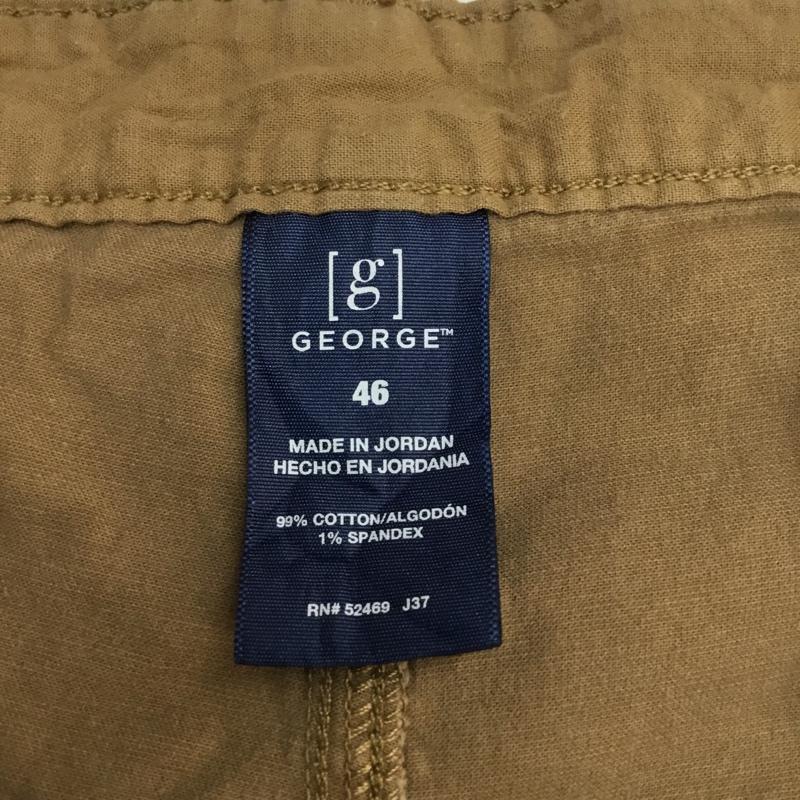 [g]
GEORGE™
46
MADE IN JORDAN
HECHO EN JORDANIA
99% COTTON/ALGODÓN
1% SPANDEX
RN# 52469 J37